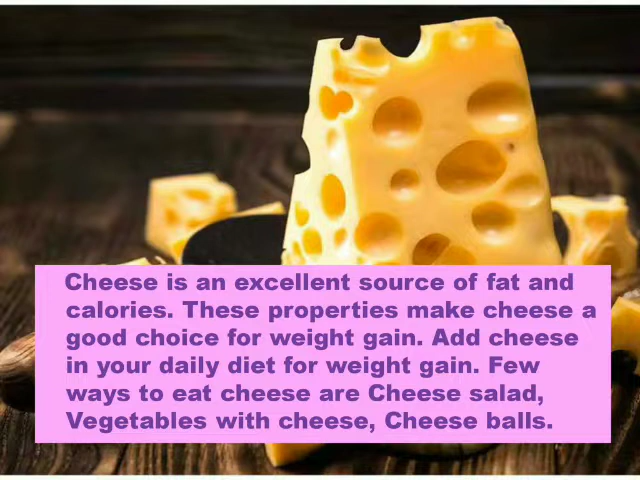 Cheese is an excellent source of fat and
calories. These properties make cheese a
good choice for weight gain. Add cheese
in your daily diet for weight gain. Few
ways to eat cheese are Cheese salad,
Vegetables with cheese, Cheese balls.